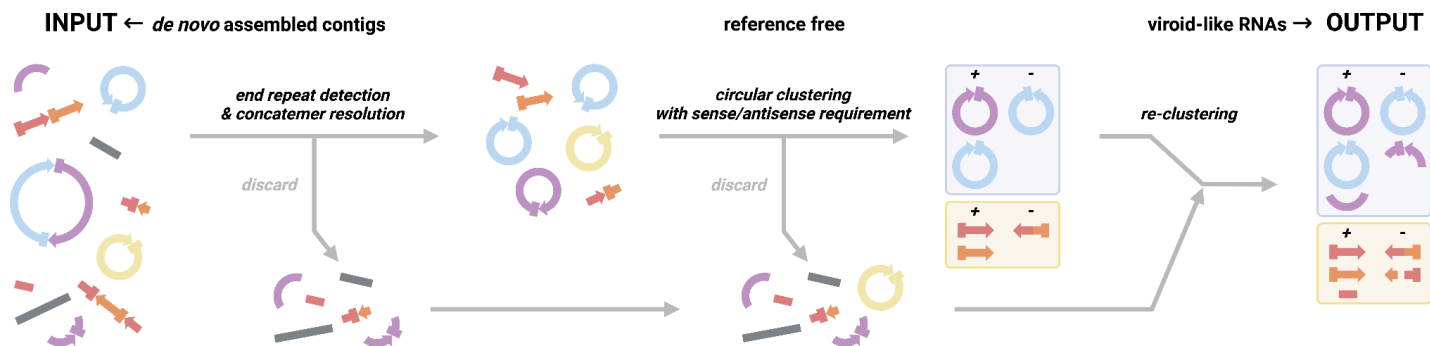 INPUT ← de novo assembled contigs
reference free
viroid-like RNAs → OUTPUT
end repeat detection
& concatemer resolution
discard
circular clustering
with sense/antisense requirement
discard
+ -
+ -
re-clustering
+ -
+ -